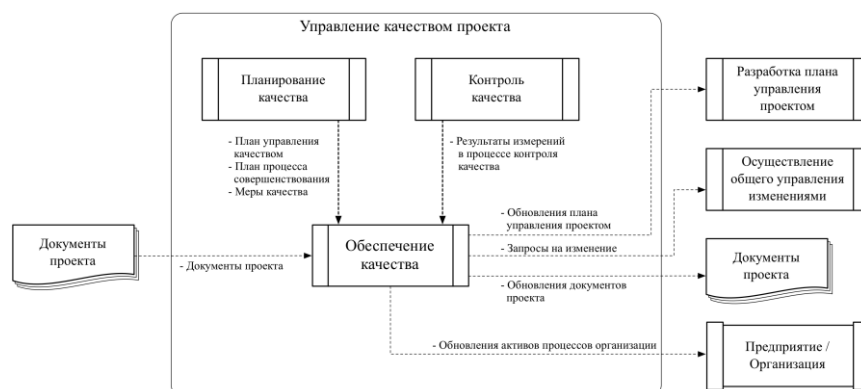 Управление качеством проекта
Планирование
качества
Контроль
качества
Разработка плана
управления
проектом
- План управления
качеством
- План процесса
совершенствования
- Меры качества
- Результаты измерений
в процессе контроля
качества
Осуществление
общего управления
изменениями
Документы
проекта
- Документы проекта
Обеспечение
качества
- Обновления плана
управления проектом
- Запросы на изменение
- Обновления документов
проекта
Документы
проекта
- Обновления активов процессов организации
Предприятие /
Организация